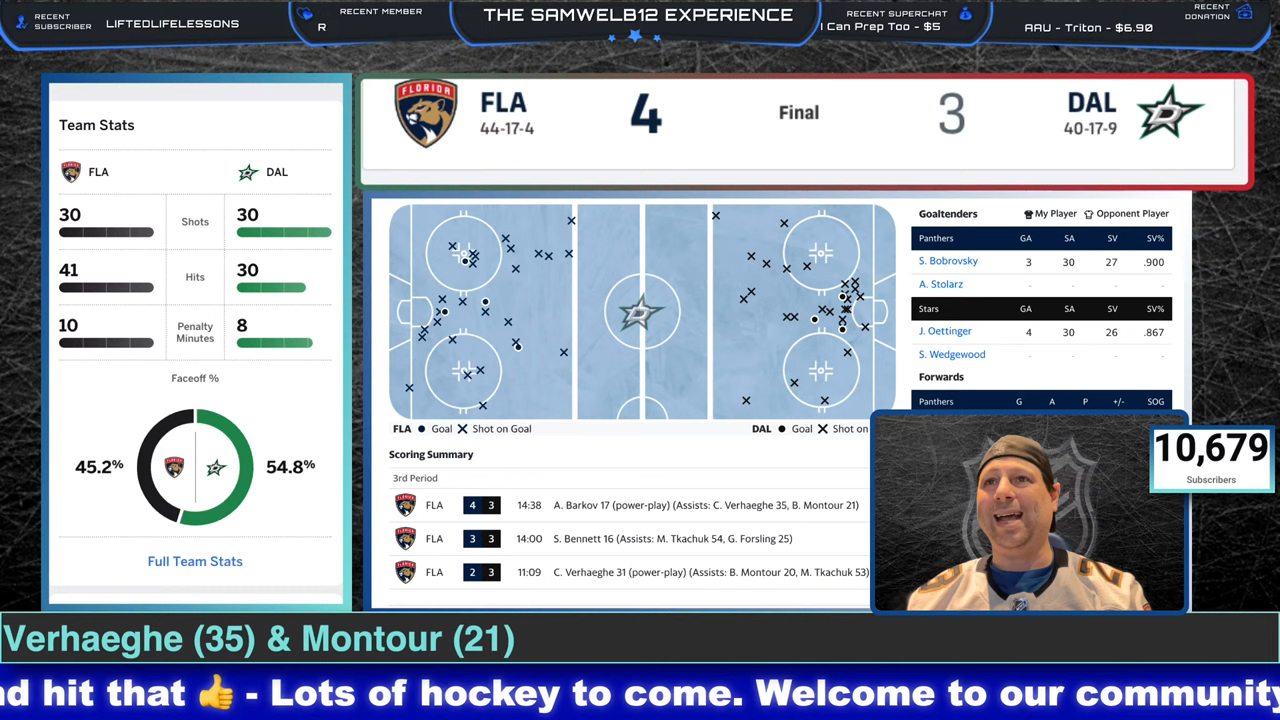 RECENT
SUBSCRIBER
LIFTEDLIFELESSONS
RECENT MEMBER
R
THE SAMWELB12 EXPERIENCE
RECENT SUPERCHAT
I Can Prep Too - $5
RECENT
DONATION
AAU - Triton - $6.90
FLORIDA
FLA
44-17-4
4
Final
3
DAL
40-17-9
Team Stats
FLA
DAL
30
Shots
30
41
Hits
30
10
Penalty
Minutes
8
Faceoff %
45.2%
54.8%
Full Team Stats
FLA Goal Shot on Goal
DAL Goal Shot on
Goaltenders My Player Opponent Player
Panthers GA SA SV SV%
S. Bobrovsky 3 30 27 .900
A. Stolarz - - - -
Stars GA SA SV SV%
J. Oettinger 4 30 26 .867
S. Wedgewood - - - -
Forwards
Panthers G A P +/- SOG
Scoring Summary
3rd Period
FLA 4 3 14:38 A. Barkov 17 (power-play) (Assists: C. Verhaeghe 35, B. Montour 21)
FLA 3 3 14:00 S. Bennett 16 (Assists: M. Tkachuk 54, G. Forsling 25)
FLA 2 3 11:09 C. Verhaeghe 31 (power-play) (Assists: B. Montour 20, M. Tkachuk 53)
10,679
Subscribers
Verhaeghe (35) & Montour (21)
nd hit that 👍 - Lots of hockey to come. Welcome to our community